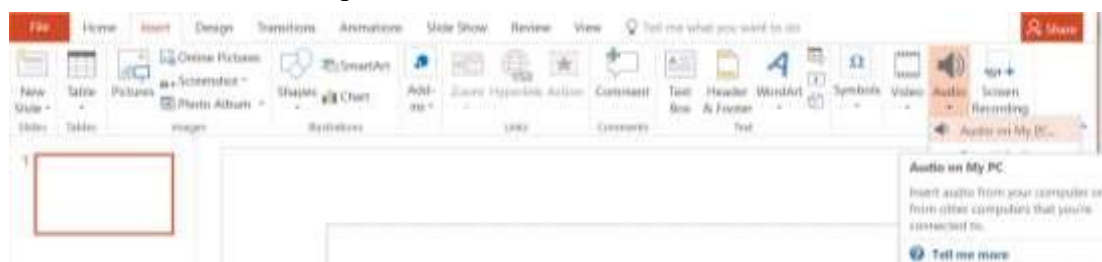 File Home Insert Design Transitions Animations Slide Show Review View Tell me what you want to do Share
New Slide
Table
Pictures
Online Pictures
Screenshot
Photo Album
Shapes
SmartArt
Chart
Add-ins
Zoom Hyperlink Action
Comment
Text Box
Header & Footer
WordArt
Symbols
Video
Audio
Screen Recording
Slides Tables Images Illustrations Links Comments Text
Audio on My PC...
1
Audio on My PC
Insert audio from your computer or
from other computers that you're
connected to.
Tell me more